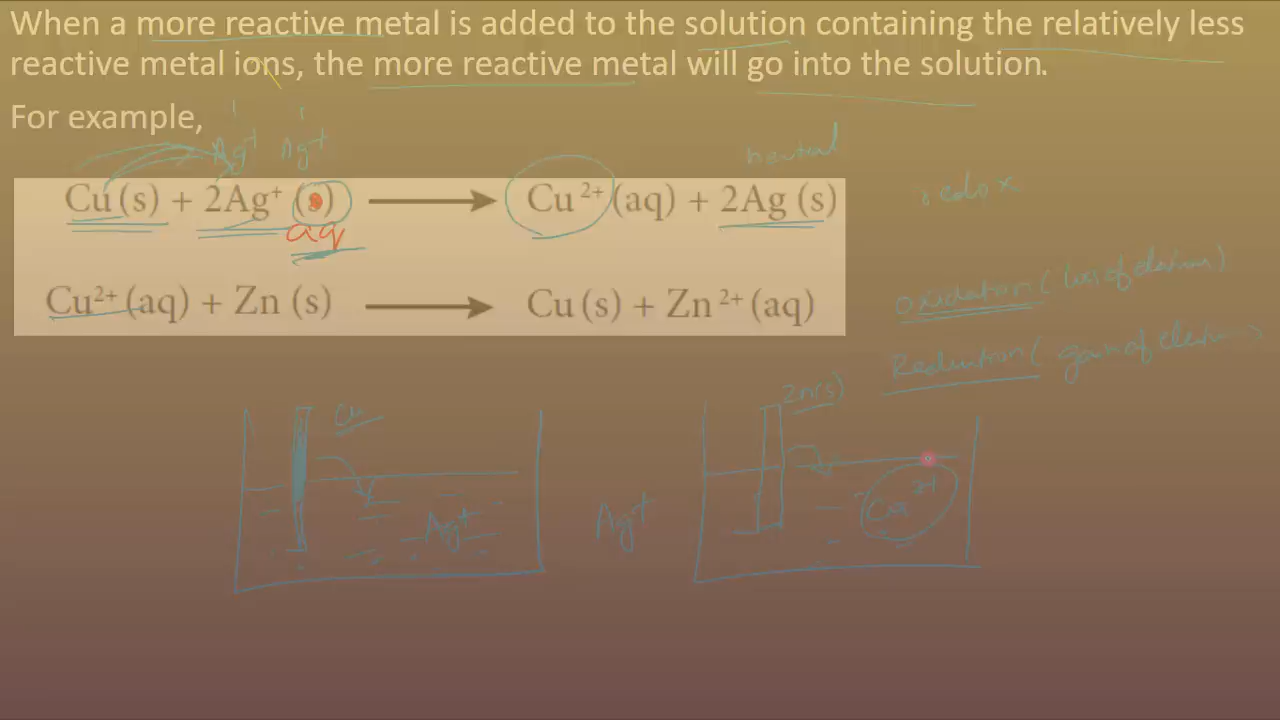 When a more reactive metal is added to the solution containing the relatively less
reactive metal ions, the more reactive metal will go into the solution.
For example,
Ag⁺ Ag⁺
neutral
Cu (s) + 2Ag⁺ (s) → Cu²⁺ (aq) + 2Ag (s)
redox
aq
oxidation (loss of electrons)
Cu²⁺ (aq) + Zn (s) → Cu (s) + Zn²⁺ (aq)
Reduction (gain of electrons)
Cu
Zn(s)
Ag⁺
Ag⁺
Cu²⁺